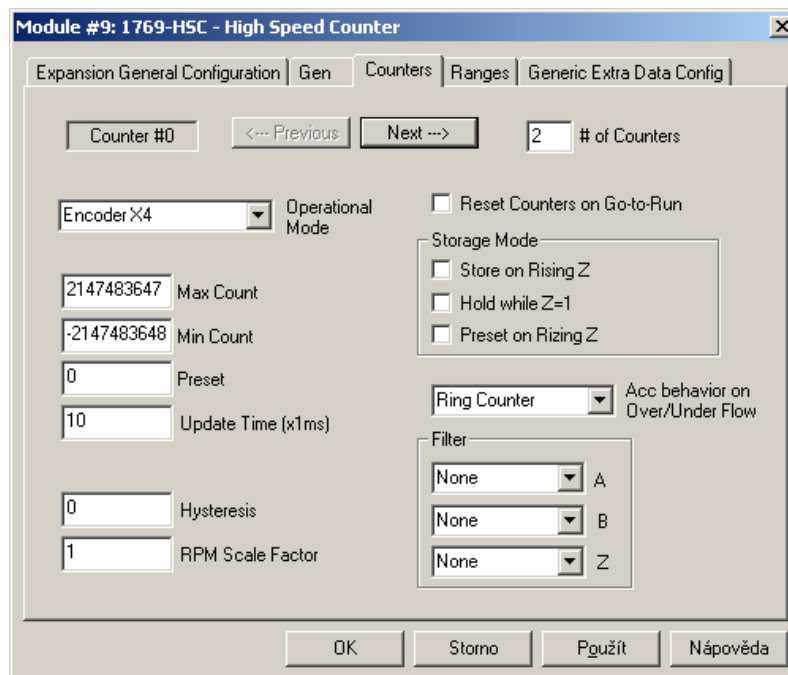 Module #9: 1769-HSC - High Speed Counter
Expansion General Configuration Gen Counters Ranges Generic Extra Data Config
Counter #0 <--- Previous Next ---> 2 # of Counters
Encoder X4 Operational
Mode
Reset Counters on Go-to-Run
Storage Mode
Store on Rising Z
Hold while Z=1
Preset on Rizing Z
2147483647 Max Count
-2147483648 Min Count
0 Preset
10 Update Time (x1ms)
Ring Counter Acc behavior on
Over/Under Flow
Filter
None A
None B
None Z
0 Hysteresis
1 RPM Scale Factor
OK Storno Použít Nápověda